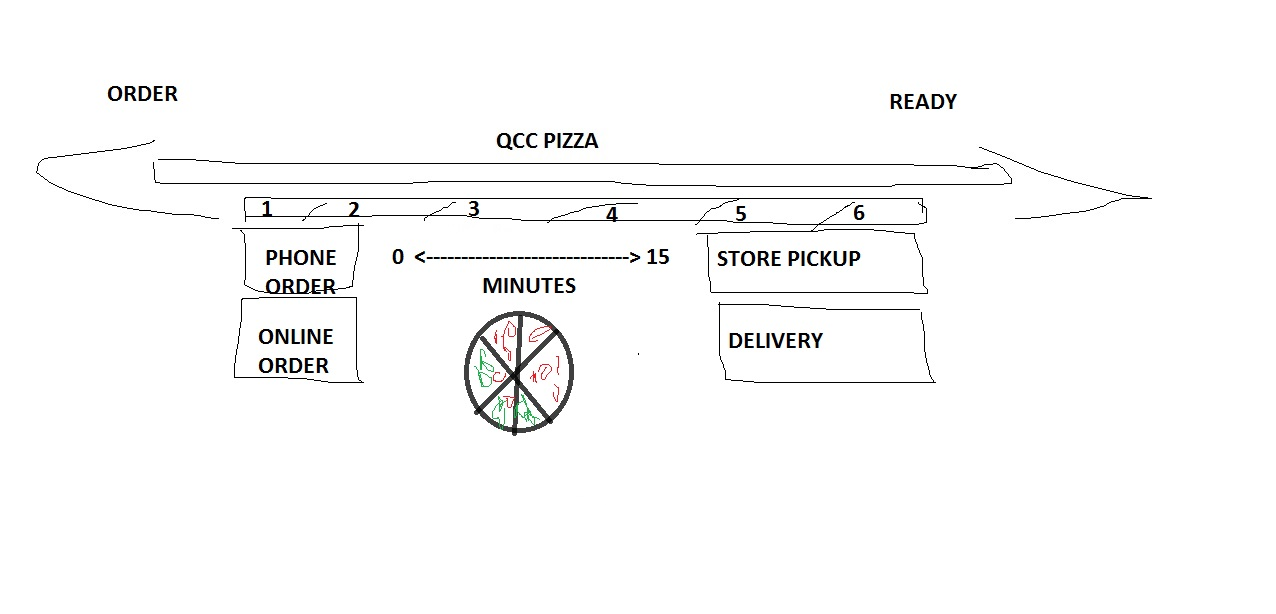 ORDER
READY
QCC PIZZA
1 2 3 4 5 6
PHONE
ORDER
0 <-----------------------------> 15
MINUTES
STORE PICKUP
ONLINE
ORDER
DELIVERY